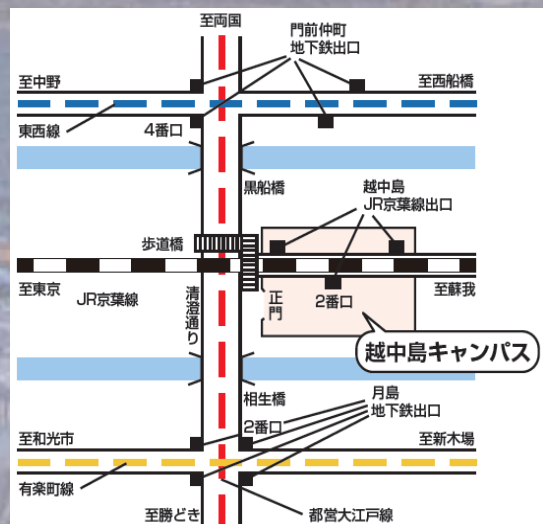 至両国
門前仲町
地下鉄出口
至中野
至西船橋
東西線
4番口
黒船橋
越中島
JR京葉線出口
歩道橋
至東京
JR京葉線
清澄通り
正門
2番口
至蘇我
越中島キャンパス
相生橋
月島
地下鉄出口
2番口
至和光市
至新木場
有楽町線
至勝どき
都営大江戸線